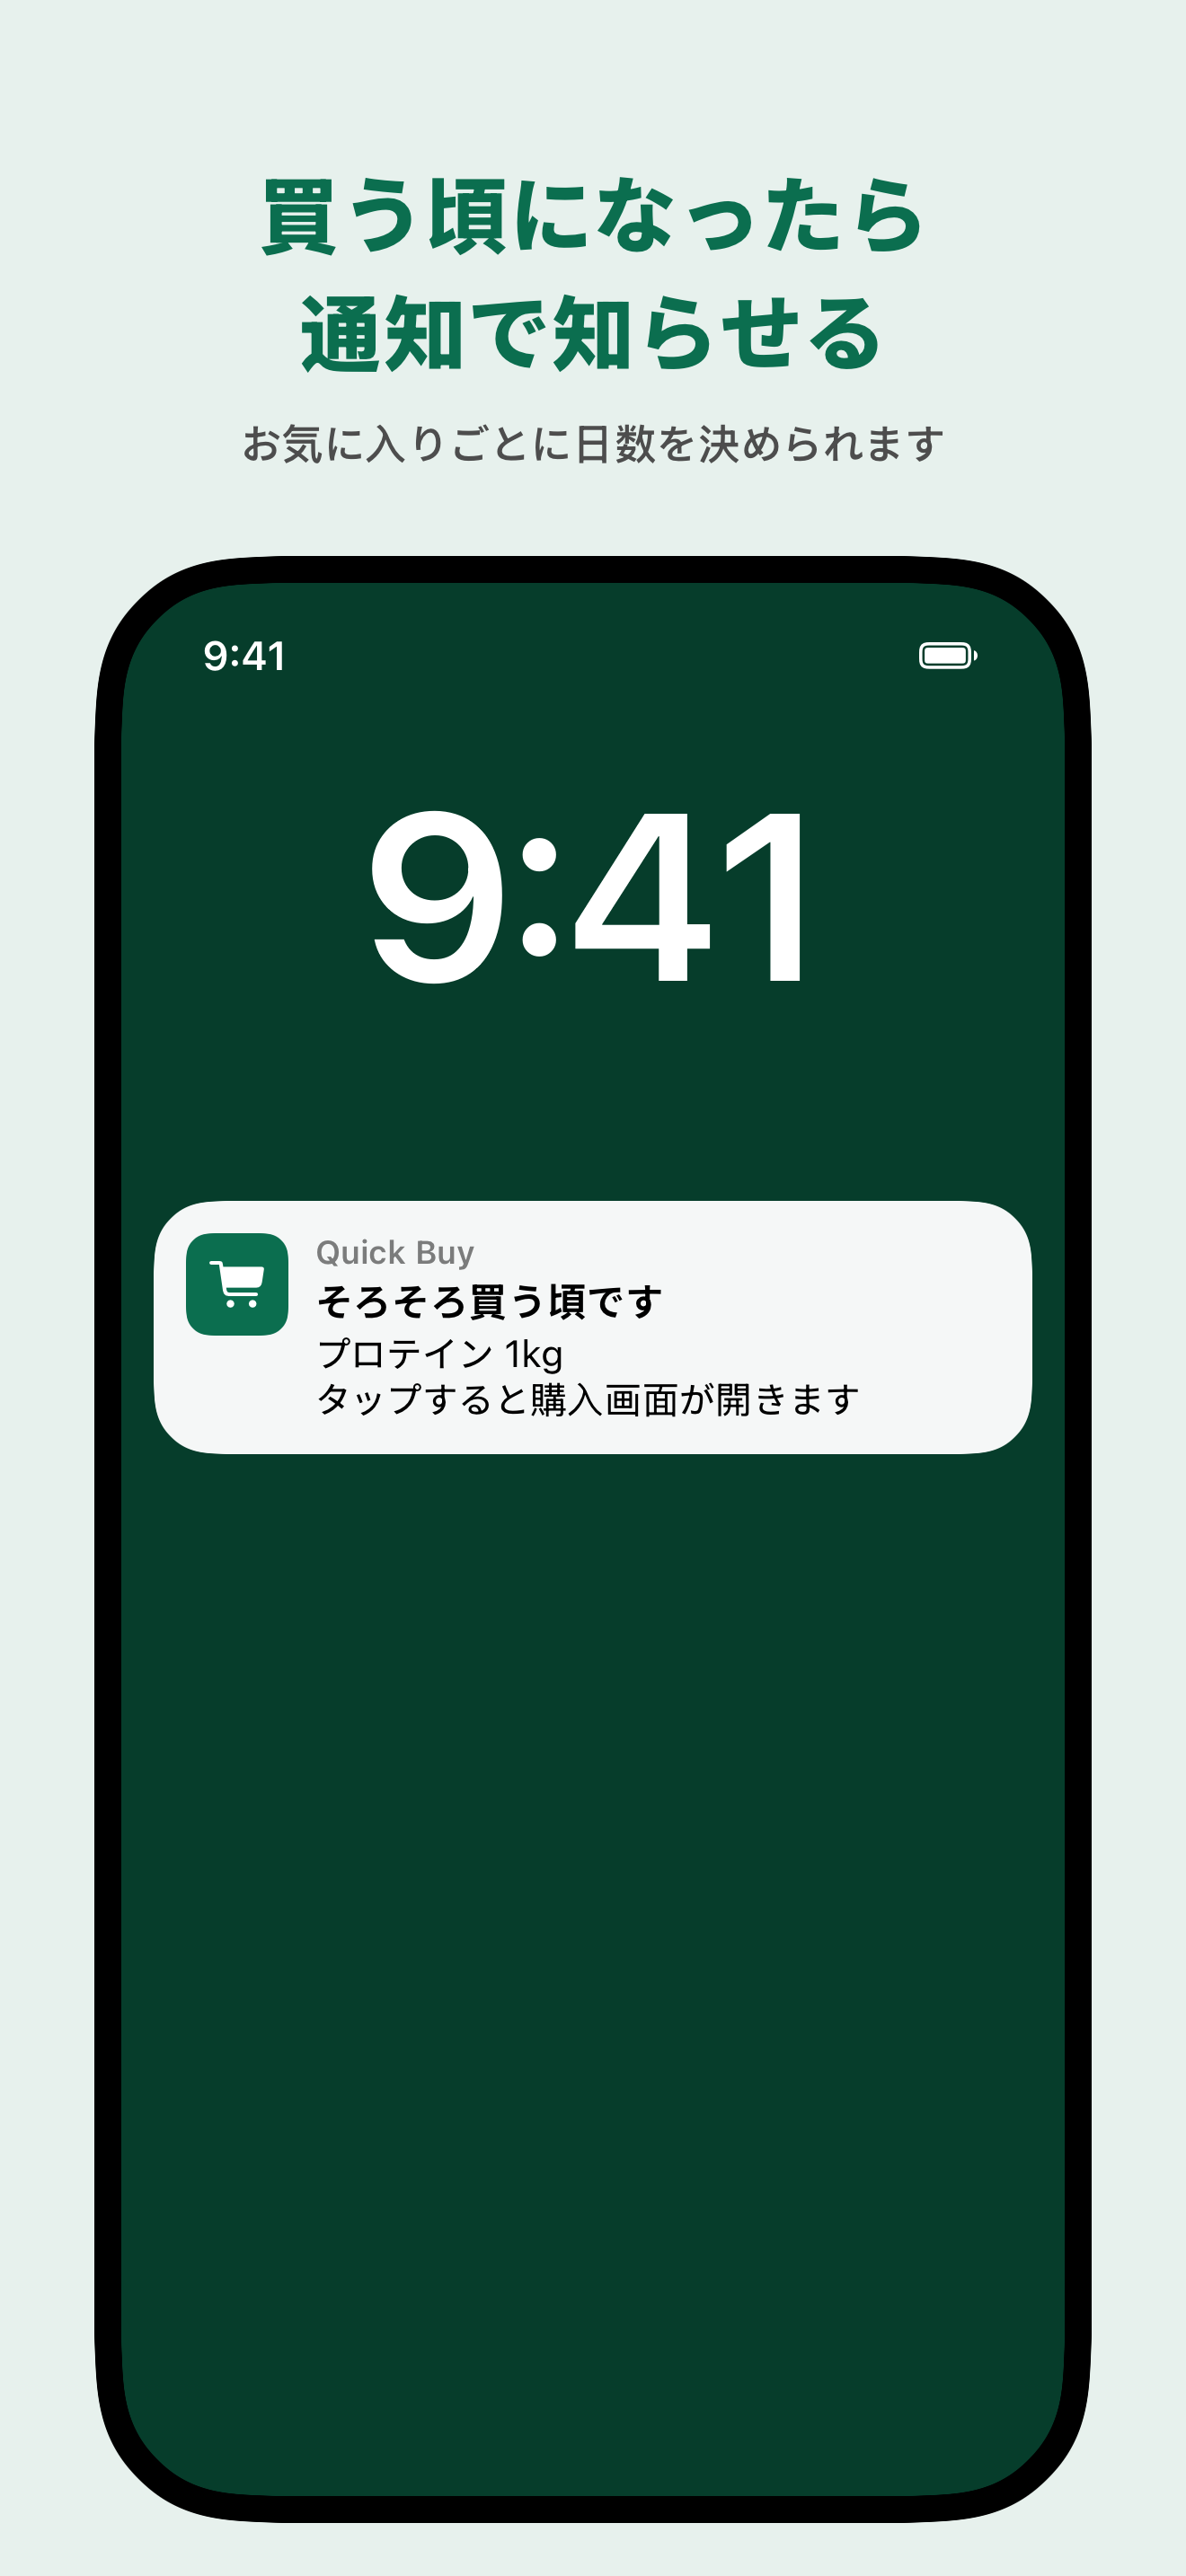 買う頃になったら
通知で知らせる
お気に入りごとに日数を決められます
9:41
9:41
Quick Buy
そろそろ買う頃です
プロテイン 1kg
タップすると購入画面が開きます